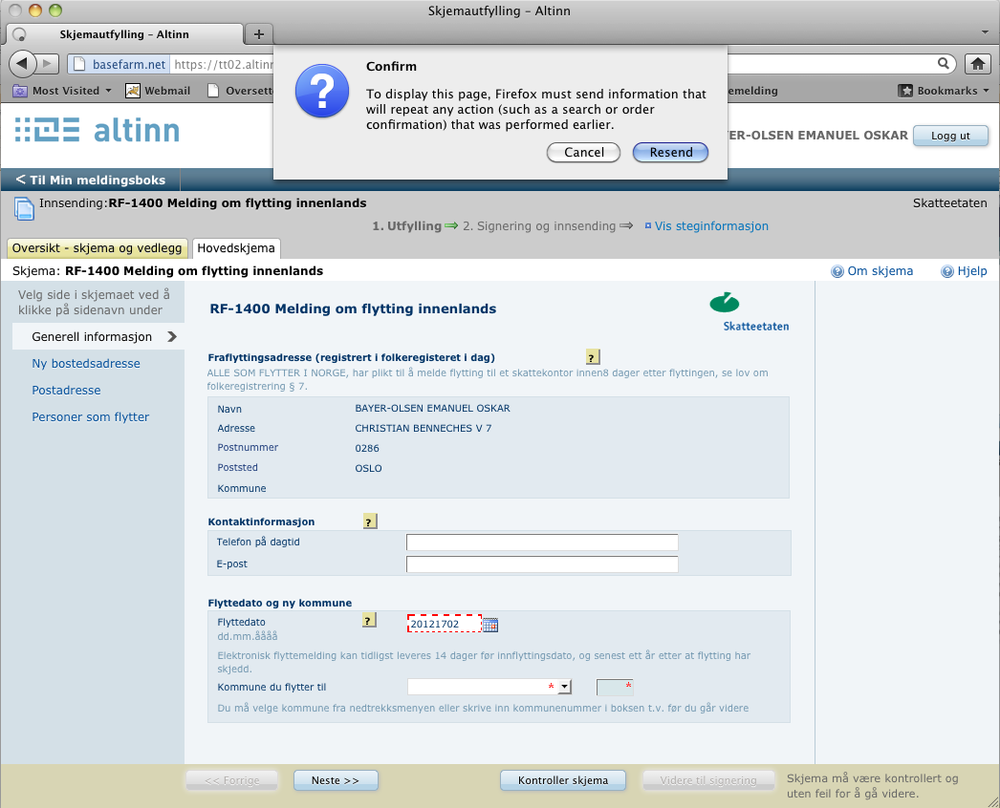 Skjemautfylling – Altinn
Skjemautfylling – Altinn
+
basefarm.net https://tt02.altinn
Most Visited Webmail Oversette
emelding
Bookmarks
?
Confirm
To display this page, Firefox must send information that
will repeat any action (such as a search or order
confirmation) that was performed earlier.
Cancel Resend
altinn
ER-OLSEN EMANUEL OSKAR
Logg ut
< Til Min meldingsboks
Innsending:RF-1400 Melding om flytting innenlands
Skatteetaten
1. Utfylling 2. Signering og innsending Vis steginformasjon
Oversikt - skjema og vedlegg Hovedskjema
Skjema: RF-1400 Melding om flytting innenlands
? Om skjema ? Hjelp
Velg side i skjemaet ved å
klikke på sidenavn under
Generell informasjon
Ny bostedsadresse
Postadresse
Personer som flytter
RF-1400 Melding om flytting innenlands
Skatteetaten
Fraflyttingsadresse (registrert i folkeregisteret i dag) ?
ALLE SOM FLYTTER I NORGE, har plikt til å melde flytting til et skattekontor innen8 dager etter flyttingen, se lov om
folkeregistrering § 7.
Navn BAYER-OLSEN EMANUEL OSKAR
Adresse CHRISTIAN BENNECHES V 7
Postnummer 0286
Poststed OSLO
Kommune
Kontaktinformasjon ?
Telefon på dagtid
E-post
Flyttedato og ny kommune
Flyttedato ? 20121702
dd.mm.åååå
Elektronisk flyttemelding kan tidligst leveres 14 dager før innflyttingsdato, og senest ett år etter at flytting har
skjedd.
Kommune du flytter til * *
Du må velge kommune fra nedtrekksmenyen eller skrive inn kommunenummer i boksen t.v. før du går videre
<< Forrige Neste >> Kontroller skjema Videre til signering
Skjema må være kontrollert og
uten feil for å gå videre.